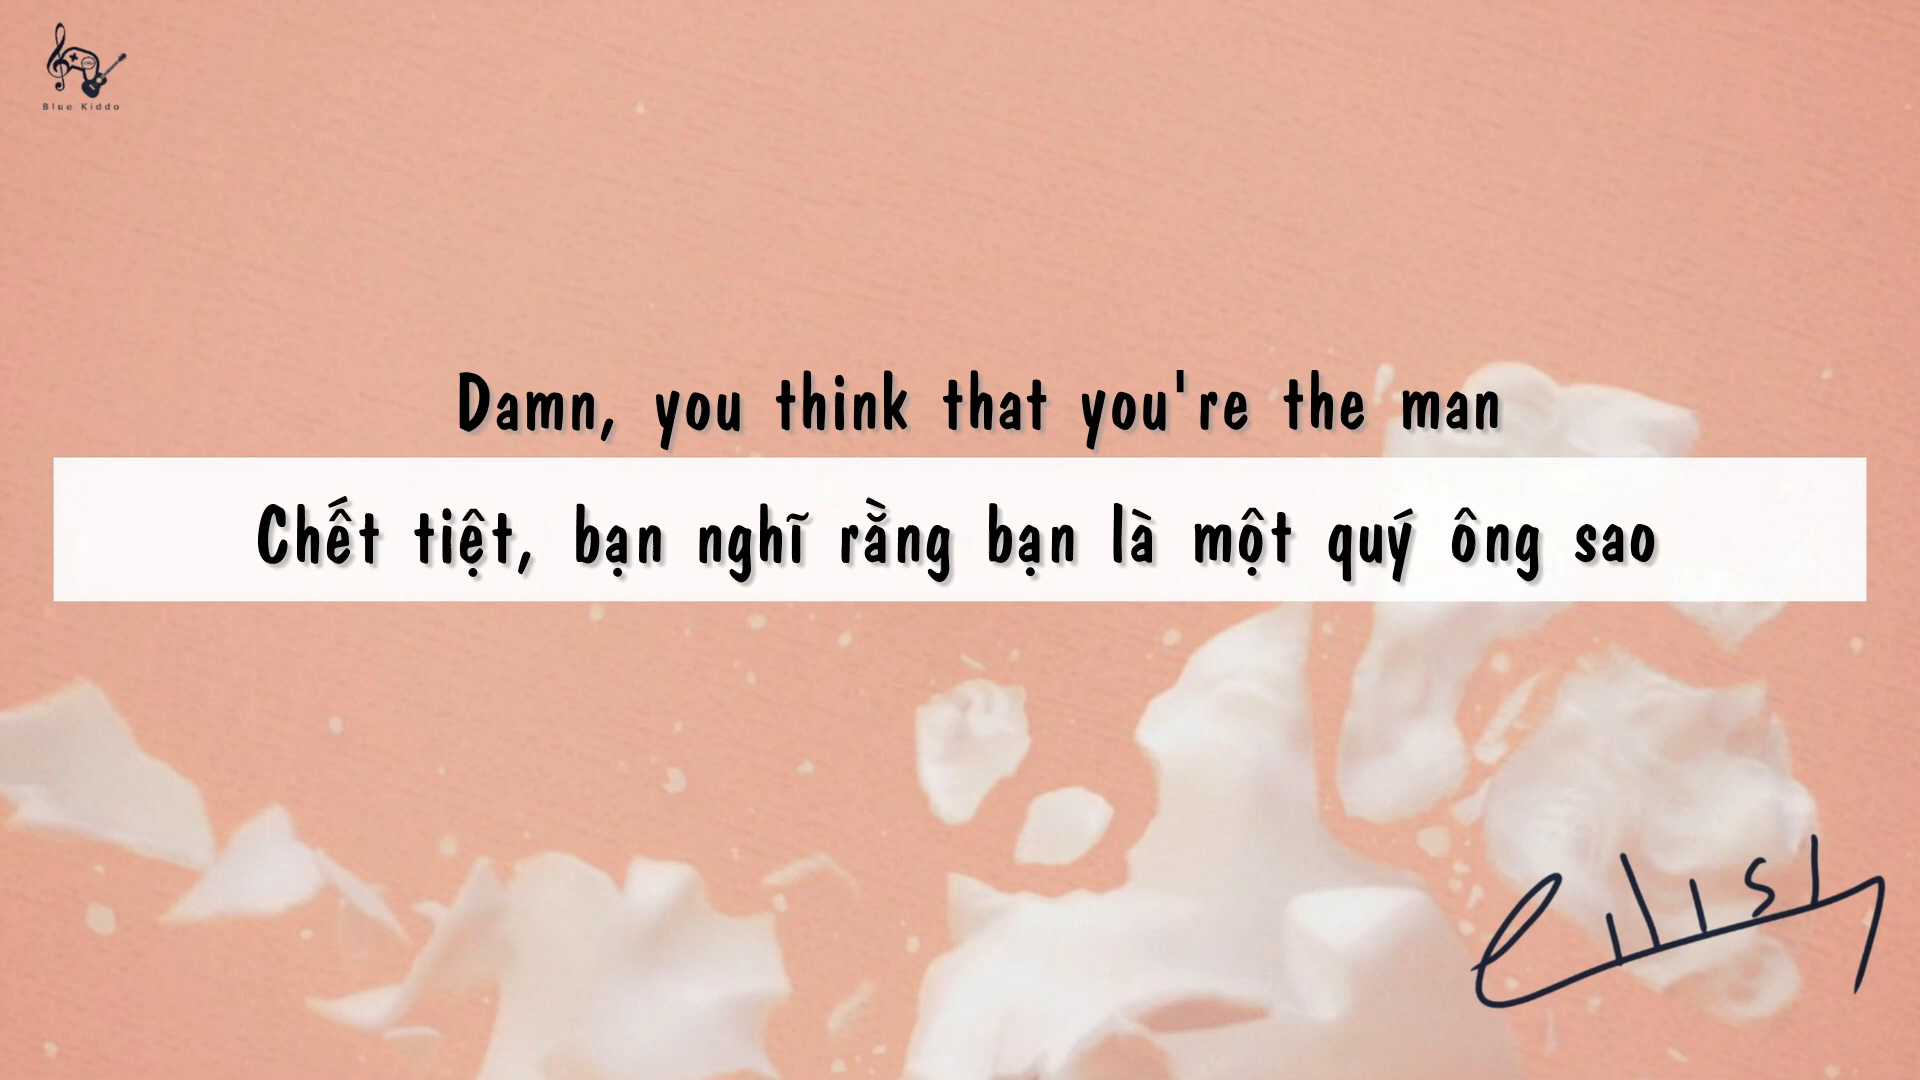 Blue Kiddo
Damn, you think that you're the man
Chết tiệt, bạn nghĩ rằng bạn là một quý ông sao
eilish